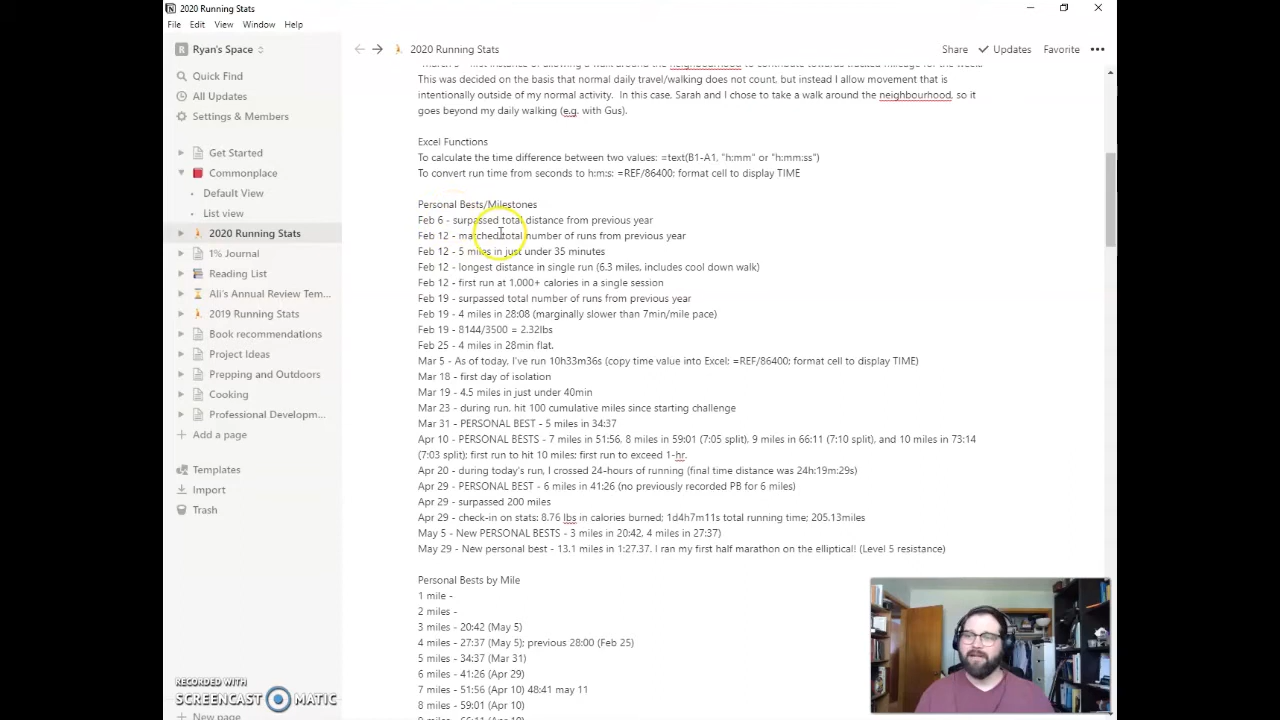 2020 Running Stats
File Edit View Window Help
Ryan's Space
2020 Running Stats
Share Updates Favorite
Quick Find
All Updates
Settings & Members
Get Started
Commonplace
Default View
List view
2020 Running Stats
1% Journal
Reading List
Ali's Annual Review Tem...
2019 Running Stats
Book recommendations
Project Ideas
Prepping and Outdoors
Cooking
Professional Developm...
Add a page
Templates
Import
Trash
New page
neighbourhood to contribute towards tracked mileage for the week.
This was decided on the basis that normal daily travel/walking does not count, but instead I allow movement that is
intentionally outside of my normal activity. In this case, Sarah and I chose to take a walk around the neighbourhood, so it
goes beyond my daily walking (e.g. with Gus).
Excel Functions
To calculate the time difference between two values: =text(B1-A1, "h:mm" or "h:mm:ss")
To convert run time from seconds to h:m:s: =REF/86400; format cell to display TIME
Personal Bests/Milestones
Feb 6 - surpassed total distance from previous year
Feb 12 - matched total number of runs from previous year
Feb 12 - 5 miles in just under 35 minutes
Feb 12 - longest distance in single run (6.3 miles, includes cool down walk)
Feb 12 - first run at 1,000+ calories in a single session
Feb 19 - surpassed total number of runs from previous year
Feb 19 - 4 miles in 28:08 (marginally slower than 7min/mile pace)
Feb 19 - 8144/3500 = 2.32lbs
Feb 25 - 4 miles in 28min flat.
Mar 5 - As of today, I've run 10h33m36s (copy time value into Excel; =REF/86400; format cell to display TIME)
Mar 18 - first day of isolation
Mar 19 - 4.5 miles in just under 40min
Mar 23 - during run, hit 100 cumulative miles since starting challenge
Mar 31 - PERSONAL BEST - 5 miles in 34:37
Apr 10 - PERSONAL BESTS - 7 miles in 51:56, 8 miles in 59:01 (7:05 split), 9 miles in 66:11 (7:10 split), and 10 miles in 73:14
(7:03 split); first run to hit 10 miles; first run to exceed 1-hr.
Apr 20 - during today's run, I crossed 24-hours of running (final time distance was 24h:19m:29s)
Apr 29 - PERSONAL BEST - 6 miles in 41:26 (no previously recorded PB for 6 miles)
Apr 29 - surpassed 200 miles
Apr 29 - check-in on stats: 8.76 lbs in calories burned; 1d4h7m11s total running time; 205.13miles
May 5 - New PERSONAL BESTS - 3 miles in 20:42, 4 miles in 27:37)
May 29 - New personal best - 13.1 miles in 1:27.37. I ran my first half marathon on the elliptical! (Level 5 resistance)
Personal Bests by Mile
1 mile -
2 miles -
3 miles - 20:42 (May 5)
4 miles - 27:37 (May 5); previous 28:00 (Feb 25)
5 miles - 34:37 (Mar 31)
6 miles - 41:26 (Apr 29)
7 miles - 51:56 (Apr 10) 48:41 may 11
8 miles - 59:01 (Apr 10)
9 miles - 66:11 (Apr 10)
RECORDED WITH
SCREENCAST MATIC